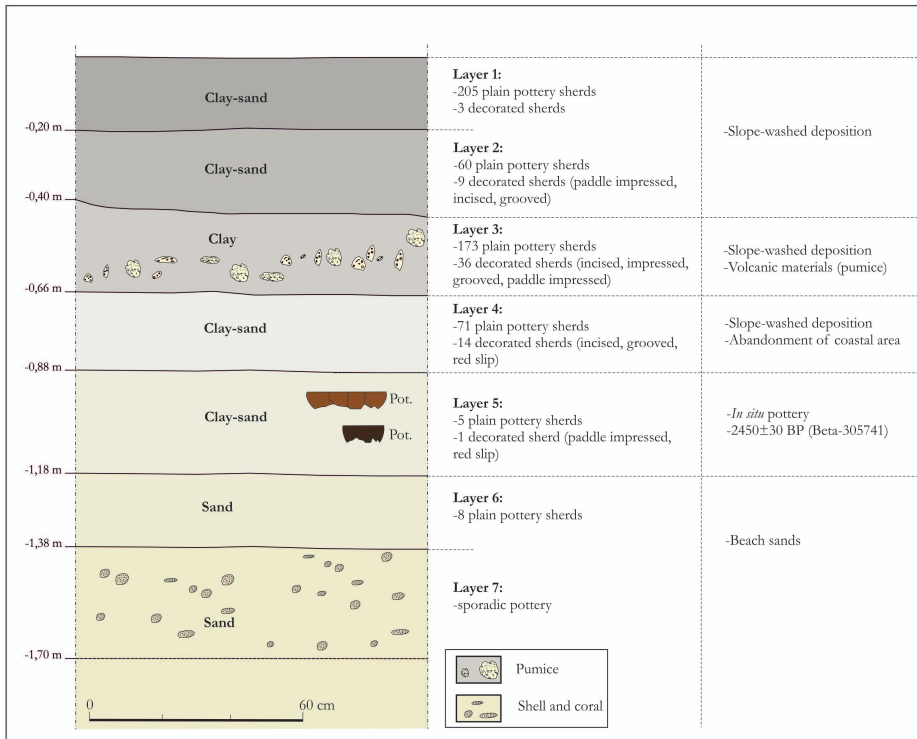 Clay-sand
-0,20 m
Clay-sand
-0,40 m
Clay
-0,66 m
Clay-sand
-0,88 m
Pot.
Clay-sand
Pot.
-1,18 m
Sand
-1,38 m
Sand
-1,70 m
0
60 cm
Layer 1:
-205 plain pottery sherds
-3 decorated sherds
Layer 2:
-60 plain pottery sherds
-9 decorated sherds (paddle impressed,
incised, grooved)
Layer 3:
-173 plain pottery sherds
-36 decorated sherds (incised, impressed,
grooved, paddle impressed)
Layer 4:
-71 plain pottery sherds
-14 decorated sherds (incised, grooved,
red slip)
Layer 5:
-5 plain pottery sherds
-1 decorated sherd (paddle impressed,
red slip)
Layer 6:
-8 plain pottery sherds
Layer 7:
-sporadic pottery
Pumice
Shell and coral
-Slope-washed deposition
-Slope-washed deposition
-Volcanic materials (pumice)
-Slope-washed deposition
-Abandonment of coastal area
-In situ pottery
-2450±30 BP (Beta-305741)
-Beach sands